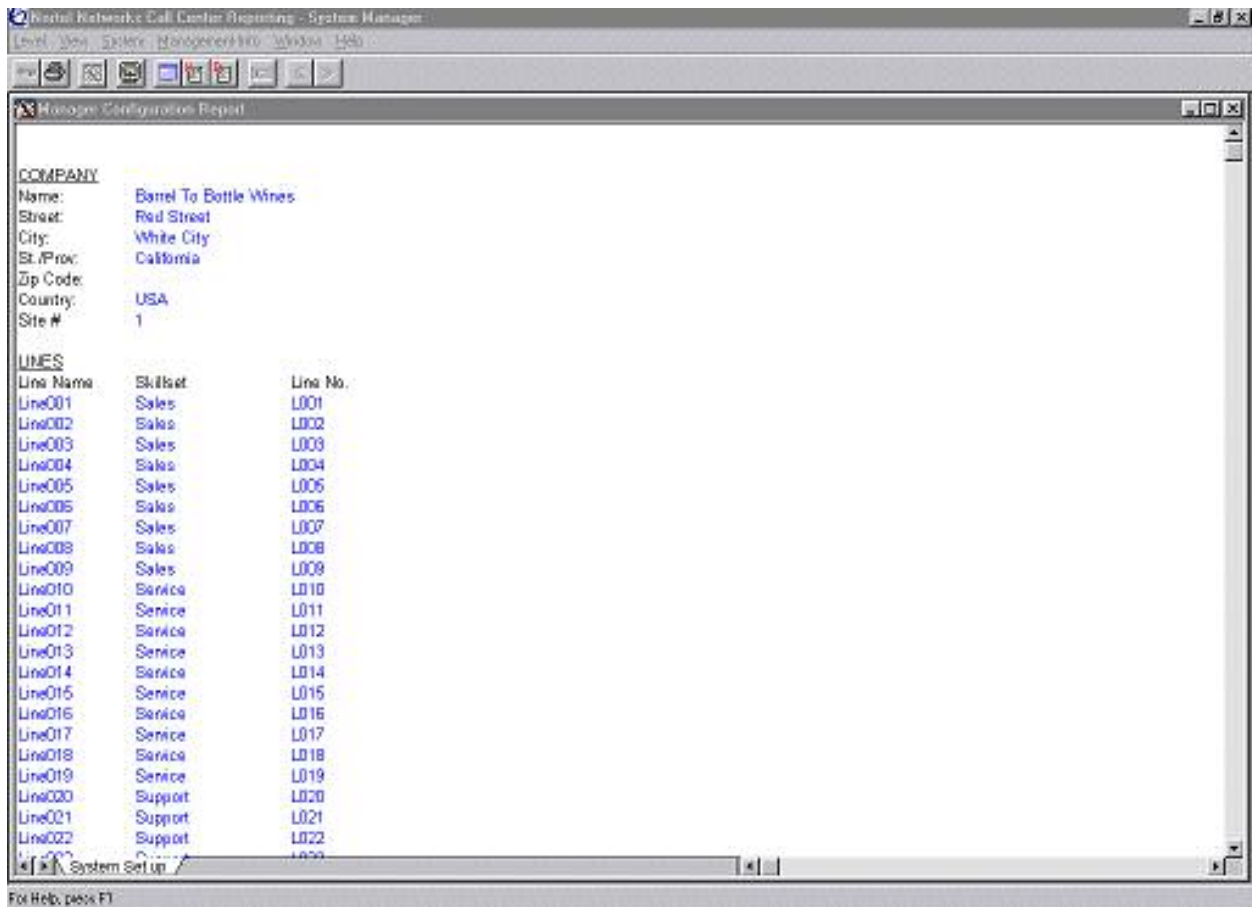 Nortel Networks Call Center Reporting - System Manager
Level View System Management Info Window Help
Manager Configuration Report
COMPANY
Name: Barrel To Bottle Wines
Street: Red Street
City: White City
St./Prov: California
Zip Code:
Country: USA
Site # 1
LINES
Line Name Skillset Line No.
Line001 Sales L001
Line002 Sales L002
Line003 Sales L003
Line004 Sales L004
Line005 Sales L005
Line006 Sales L006
Line007 Sales L007
Line008 Sales L008
Line009 Sales L009
Line010 Service L010
Line011 Service L011
Line012 Service L012
Line013 Service L013
Line014 Service L014
Line015 Service L015
Line016 Service L016
Line017 Service L017
Line018 Service L018
Line019 Service L019
Line020 Support L020
Line021 Support L021
Line022 Support L022
System Set up
For Help, press F1